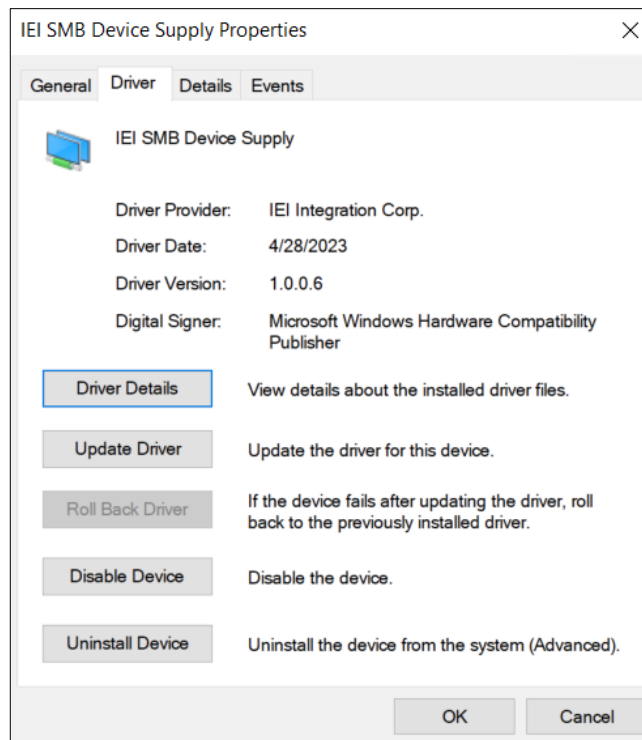 IEI SMB Device Supply Properties
General Driver Details Events
IEI SMB Device Supply
Driver Provider: IEI Integration Corp.
Driver Date: 4/28/2023
Driver Version: 1.0.0.6
Digital Signer: Microsoft Windows Hardware Compatibility
Publisher
Driver Details View details about the installed driver files.
Update Driver Update the driver for this device.
Roll Back Driver If the device fails after updating the driver, roll
back to the previously installed driver.
Disable Device Disable the device.
Uninstall Device Uninstall the device from the system (Advanced).
OK Cancel